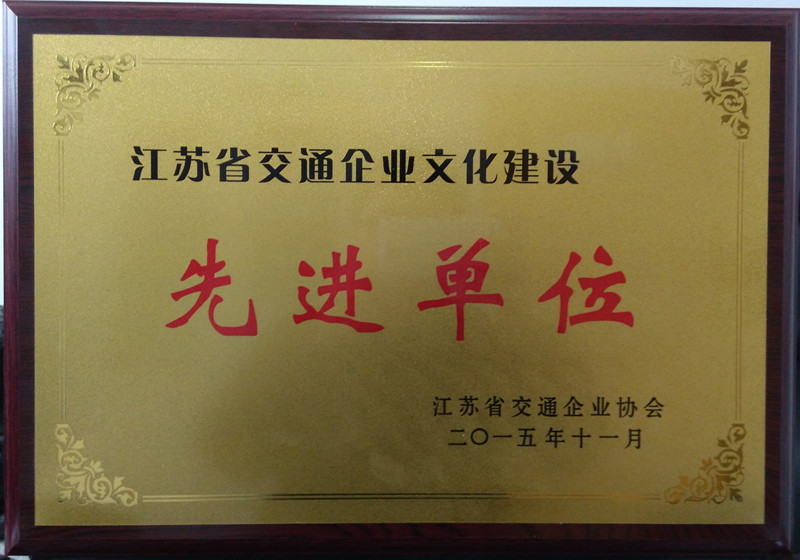 江苏省交通企业文化建设
先进单位
江苏省交通企业协会
二〇一五年十一月